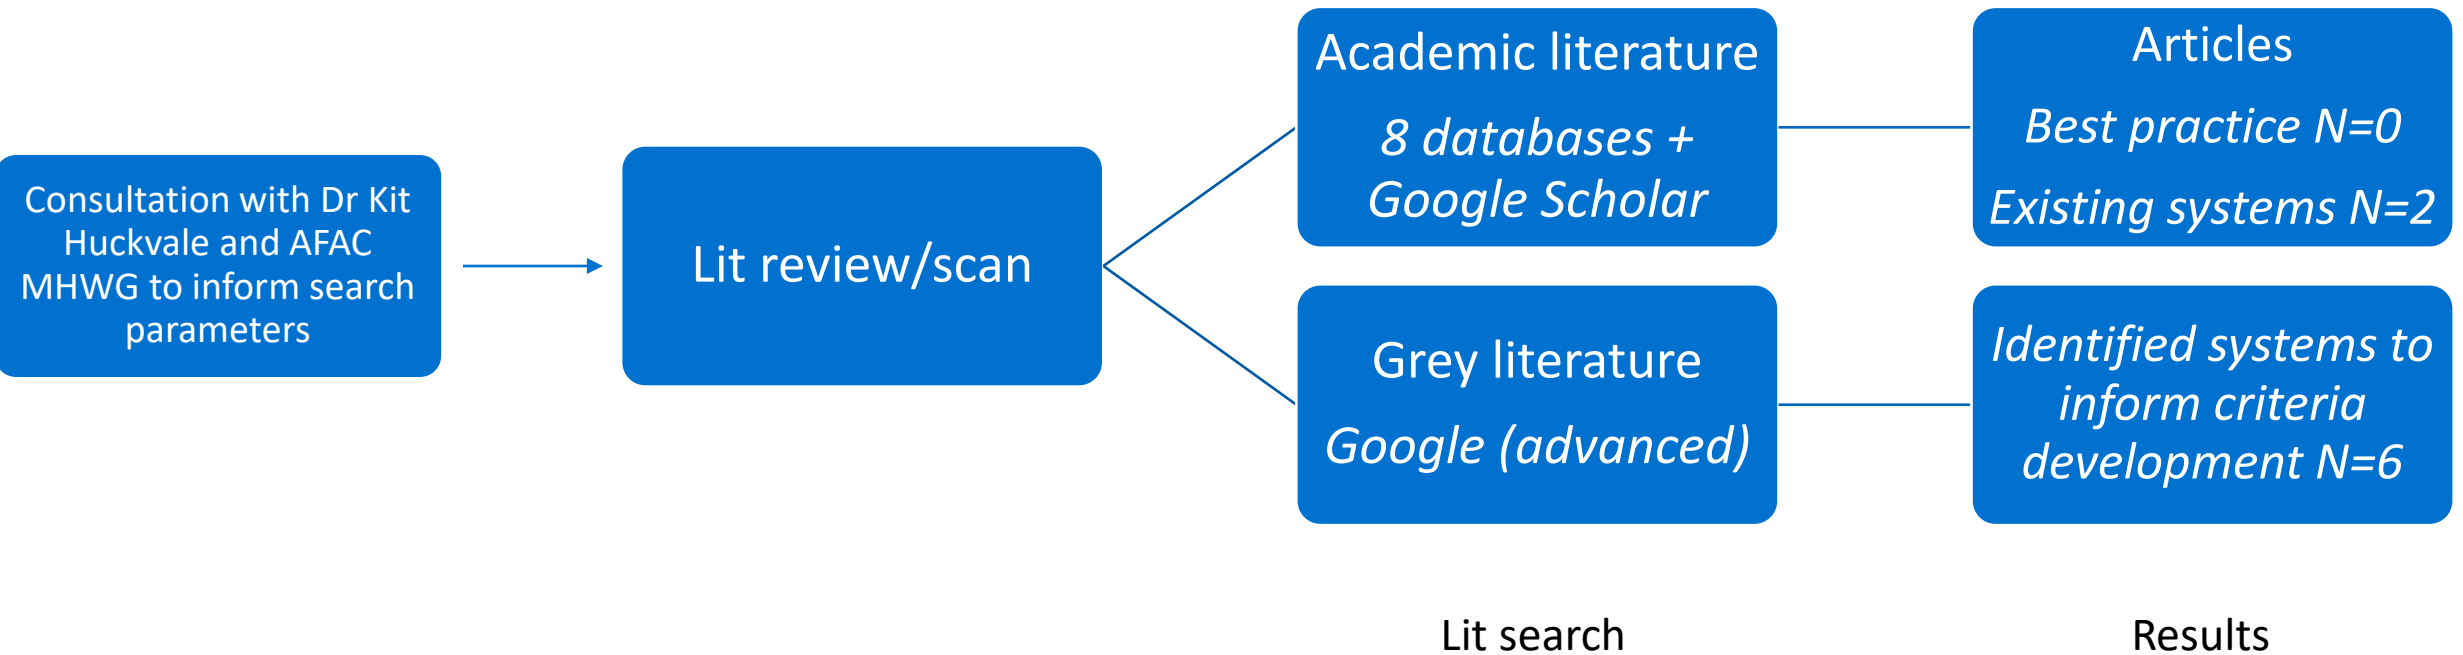 Consultation with Dr Kit
Huckvale and AFAC
MHWG to inform search
parameters
Lit review/scan
Academic literature
8 databases +
Google Scholar
Articles
Best practice N=0
Existing systems N=2
Grey literature
Google (advanced)
Identified systems to
inform criteria
development N=6
Lit search
Results